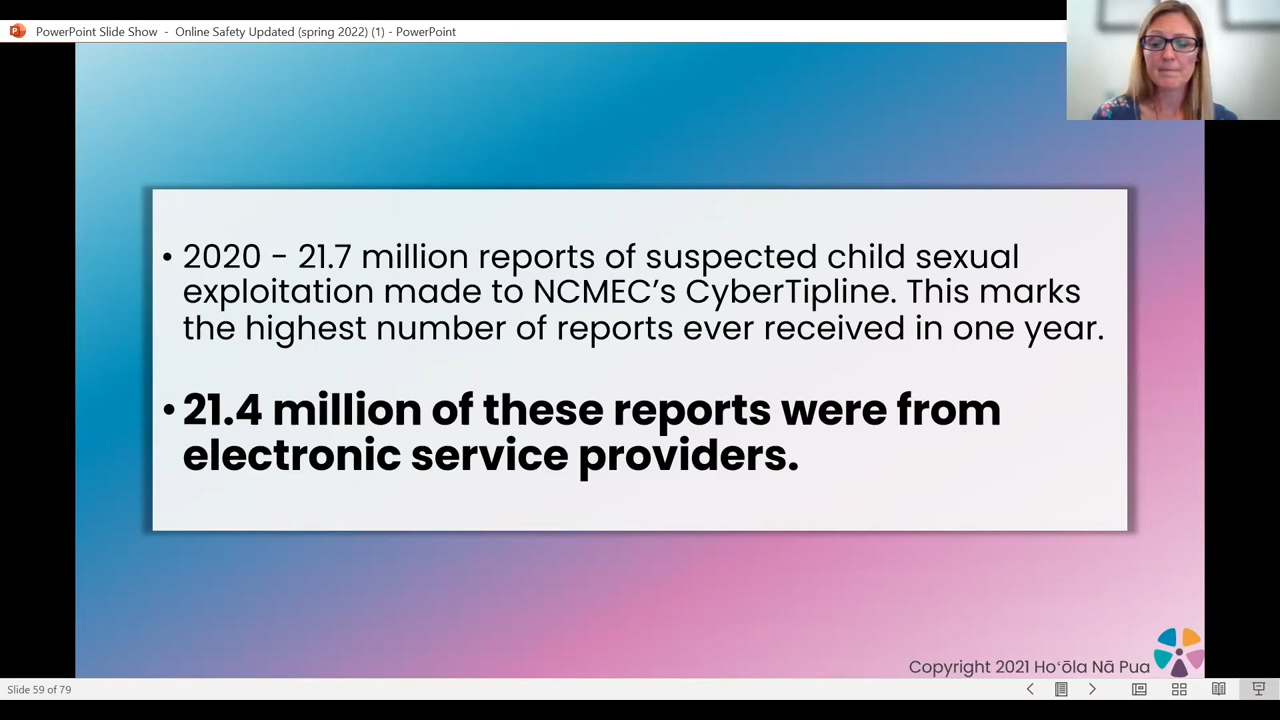 PowerPoint Slide Show - Online Safety Updated (spring 2022) (1) - PowerPoint
• 2020 - 21.7 million reports of suspected child sexual
exploitation made to NCMEC's CyberTipline. This marks
the highest number of reports ever received in one year.
• 21.4 million of these reports were from
electronic service providers.
Copyright 2021 Hoʻōla Nā Pua
Slide 59 of 79